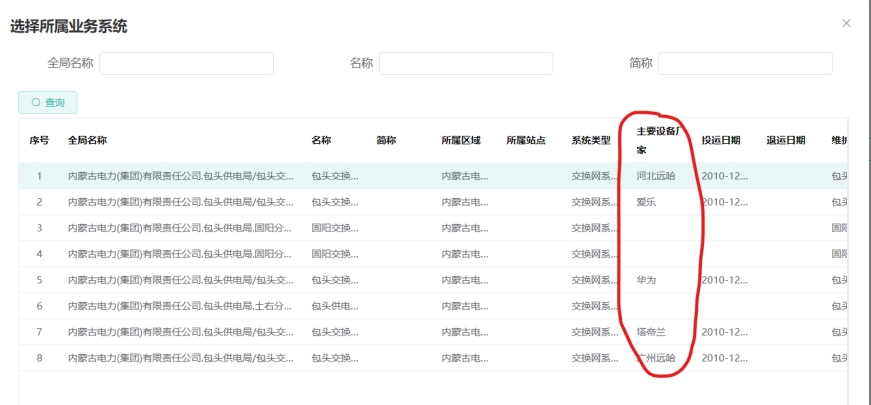 选择所属业务系统
全局名称
名称
简称
查询
序号 全局名称 名称 简称 所属区域 所属站点 系统类型 主要设备厂家 投运日期 退运日期 维护
1 内蒙古电力(集团)有限责任公司.包头供电局/包头交... 包头交换... 内蒙古电... 交换网系... 河北远哈 2010-12... 包头
2 内蒙古电力(集团)有限责任公司.包头供电局/包头交... 包头交换... 内蒙古电... 交换网系... 爱乐 2010-12... 包头
3 内蒙古电力(集团)有限责任公司.包头供电局.固阳分... 固阳交换... 内蒙古电... 交换网系... 固阳
4 内蒙古电力(集团)有限责任公司.包头供电局.固阳分... 固阳交换... 内蒙古电... 交换网系... 固阳
5 内蒙古电力(集团)有限责任公司.包头供电局/包头交... 包头交换... 内蒙古电... 交换网系... 华为 2010-12... 包头
6 内蒙古电力(集团)有限责任公司.包头供电局.土右分... 包头供电... 内蒙古电... 交换网系... 包头
7 内蒙古电力(集团)有限责任公司.包头供电局/包头交... 包头交换... 内蒙古电... 交换网系... 塔帝兰 2010-12... 包头
8 内蒙古电力(集团)有限责任公司.包头供电局/包头交... 包头交换... 内蒙古电... 交换网系... 广州远哈 2010-12... 包头